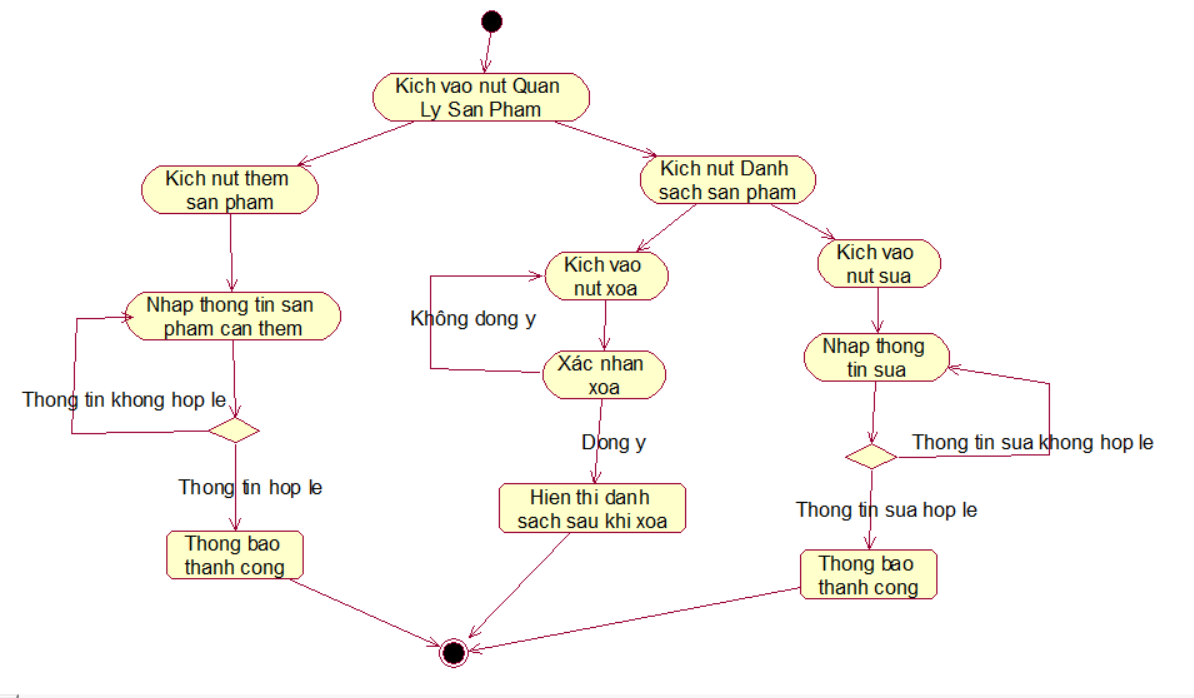 Kich vao nut Quan
Ly San Pham
Kich nut them
san pham
Kich nut Danh
sach san pham
Kich vao
nut xoa
Kich vao
nut sua
Nhap thong tin san
pham can them
Không dong y
Nhap thong
tin sua
Xác nhan
xoa
Thong tin khong hop le
Dong y
Thong tin sua khong hop le
Thong tin hop le
Hien thi danh
sach sau khi xoa
Thong tin sua hop le
Thong bao
thanh cong
Thong bao
thanh cong